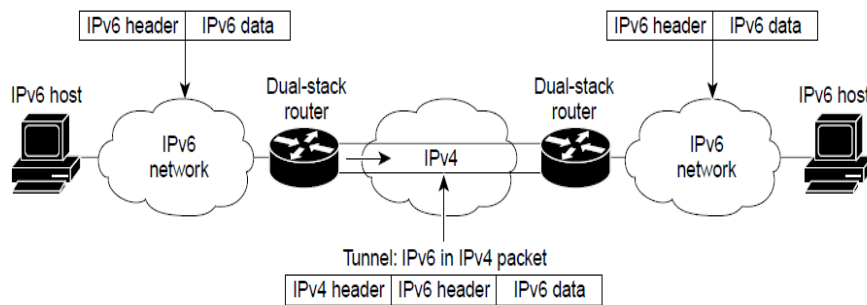 IPv6 header IPv6 data
IPv6 header IPv6 data
IPv6 host
Dual-stack
router
Dual-stack
router
IPv6 host
IPv6
network
IPv4
IPv6
network
Tunnel: IPv6 in IPv4 packet
IPv4 header IPv6 header IPv6 data